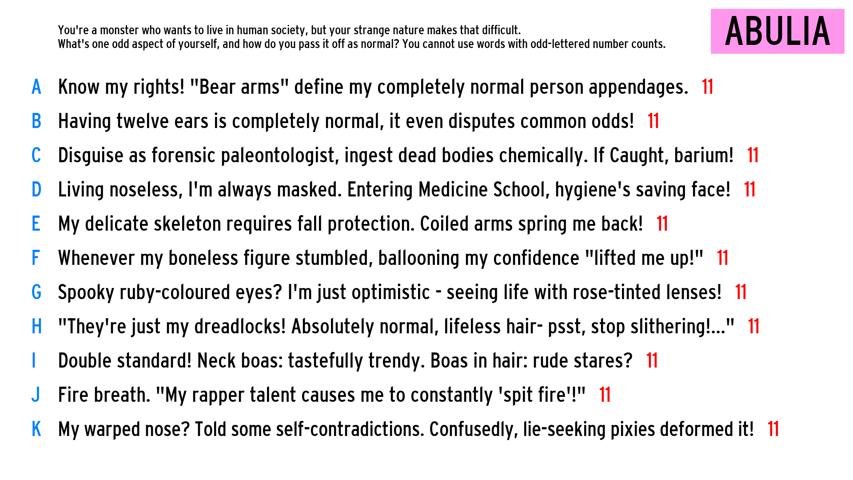 You're a monster who wants to live in human society, but your strange nature makes that difficult.
What's one odd aspect of yourself, and how do you pass it off as normal? You cannot use words with odd-lettered number counts.
ABULIA
A Know my rights! "Bear arms" define my completely normal person appendages. 11
B Having twelve ears is completely normal, it even disputes common odds! 11
C Disguise as forensic paleontologist, ingest dead bodies chemically. If Caught, barium! 11
D Living noseless, I'm always masked. Entering Medicine School, hygiene's saving face! 11
E My delicate skeleton requires fall protection. Coiled arms spring me back! 11
F Whenever my boneless figure stumbled, ballooning my confidence "lifted me up!" 11
G Spooky ruby-coloured eyes? I'm just optimistic - seeing life with rose-tinted lenses! 11
H "They're just my dreadlocks! Absolutely normal, lifeless hair- psst, stop slithering!..." 11
I Double standard! Neck boas: tastefully trendy. Boas in hair: rude stares? 11
J Fire breath. "My rapper talent causes me to constantly 'spit fire'!" 11
K My warped nose? Told some self-contradictions. Confusedly, lie-seeking pixies deformed it! 11